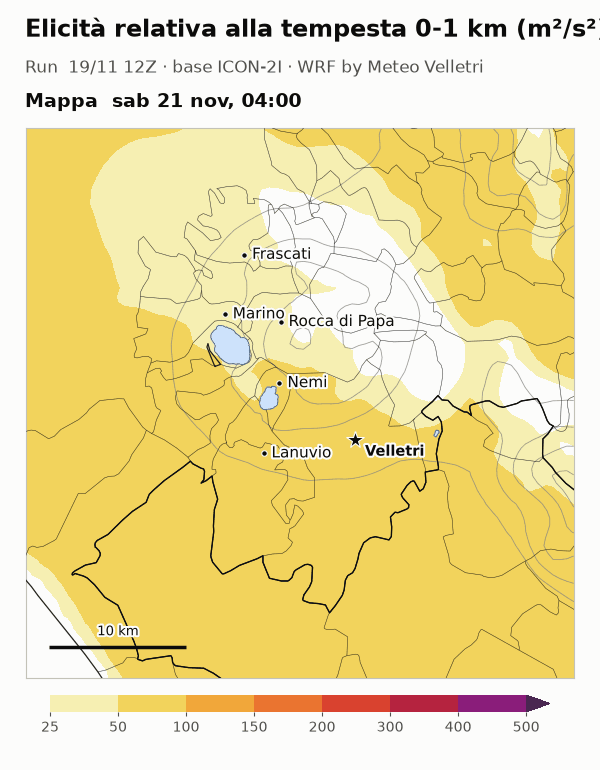 Elicità relativa alla tempesta 0-1 km (m²/s²)
Run 19/11 12Z · base ICON-2I · WRF by Meteo Velletri
Mappa sab 21 nov, 04:00
Frascati
Marino
Rocca di Papa
Nemi
Velletri
Lanuvio
10 km
25 50 100 150 200 300 400 500